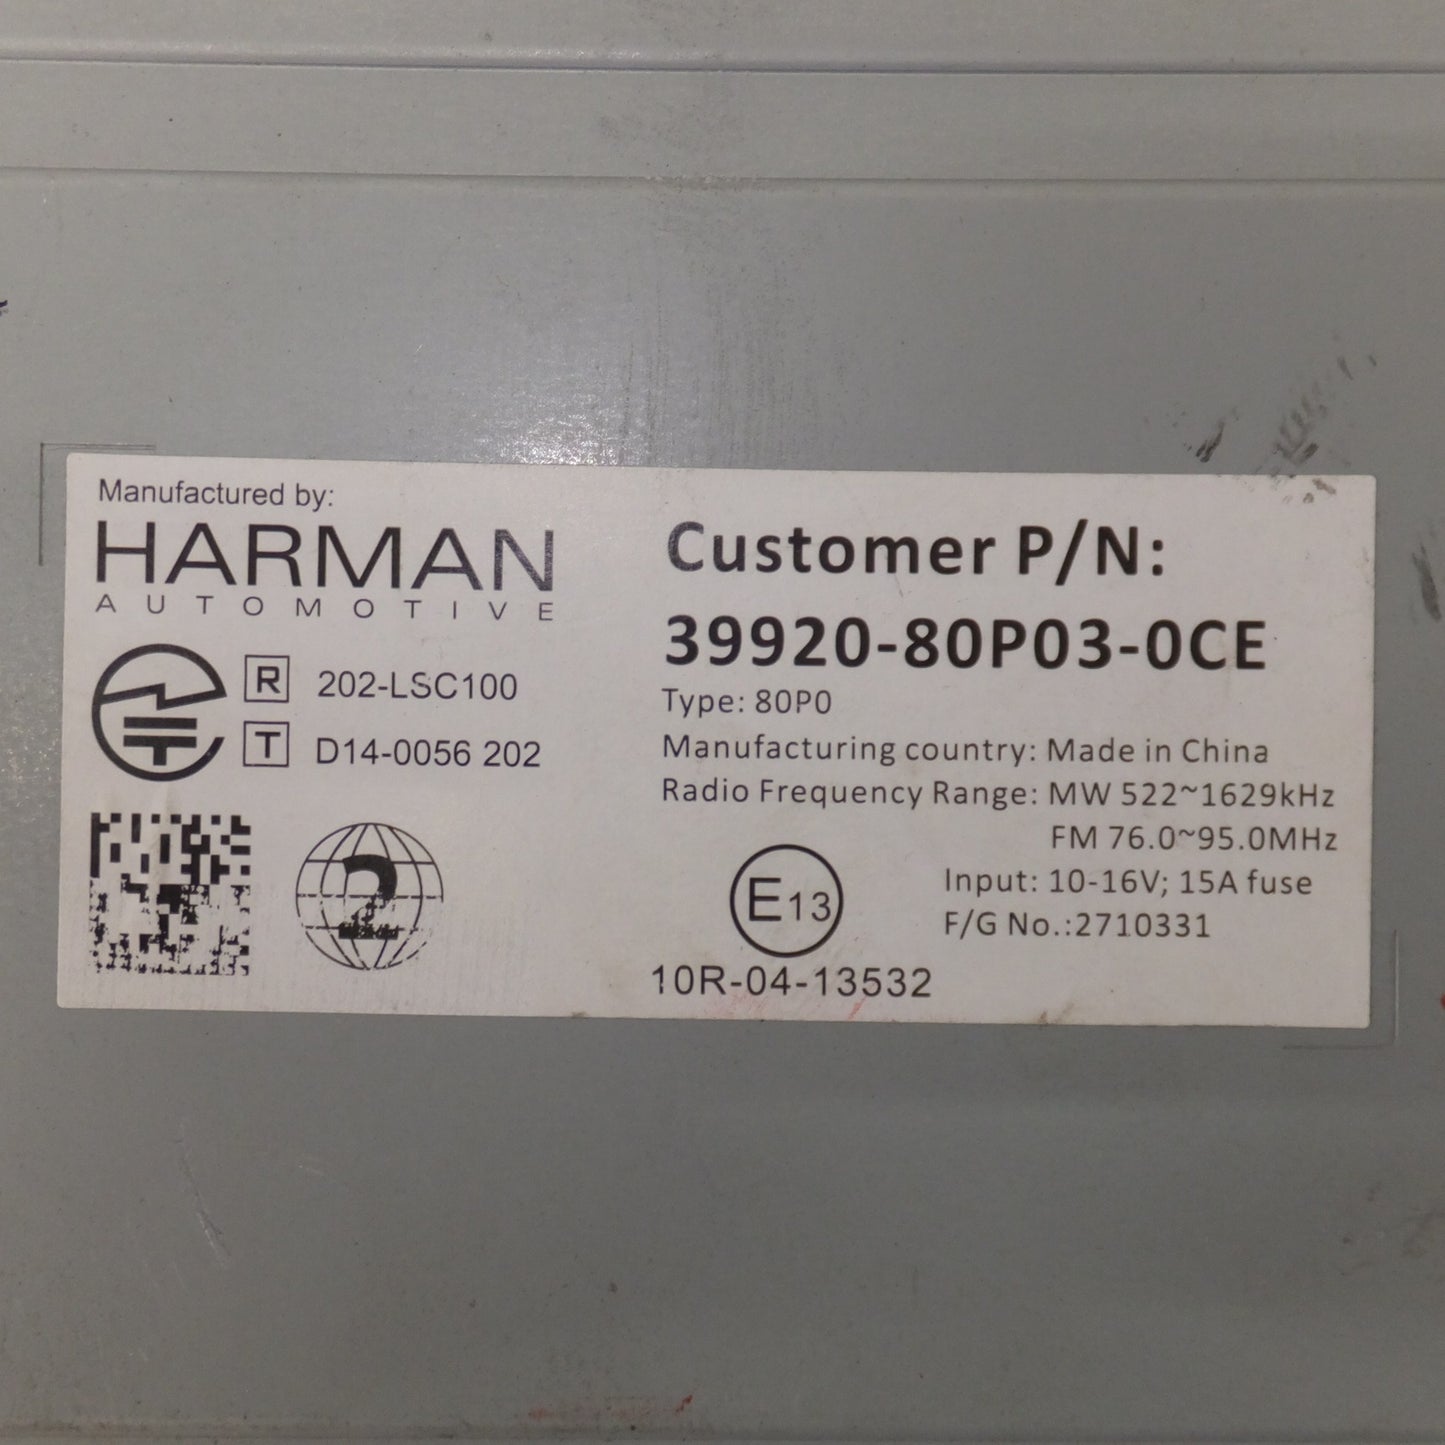 Manufactured by:
HARMAN
AUTOMOTIVE
R 202-LSC100
T D14-0056 202
2
Customer P/N:
39920-80P03-0CE
Type: 80P0
Manufacturing country: Made in China
Radio Frequency Range: MW 522~1629kHz
FM 76.0~95.0MHz
Input: 10-16V; 15A fuse
F/G No.:2710331
E13
10R-04-13532